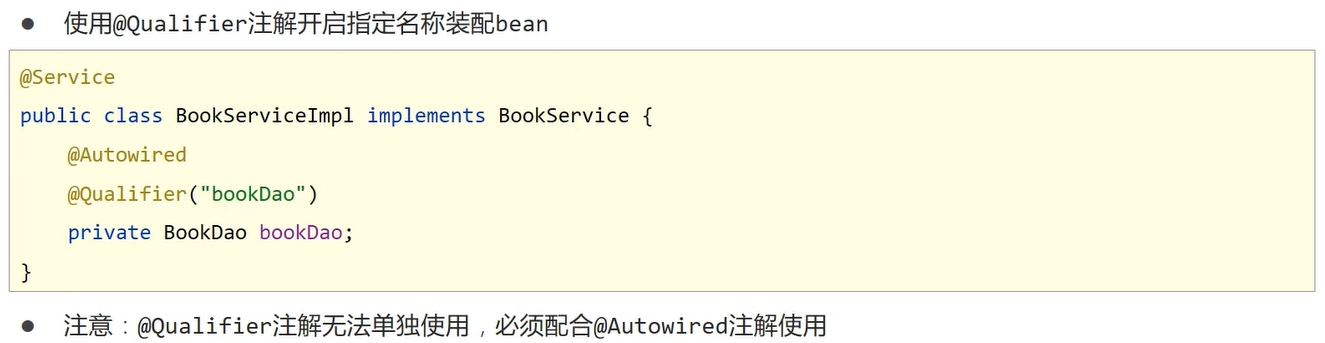 ● 使用@Qualifier注解开启指定名称装配bean
@Service
public class BookServiceImpl implements BookService {
    @Autowired
    @Qualifier("bookDao")
    private BookDao bookDao;
}
● 注意：@Qualifier注解无法单独使用，必须配合@Autowired注解使用